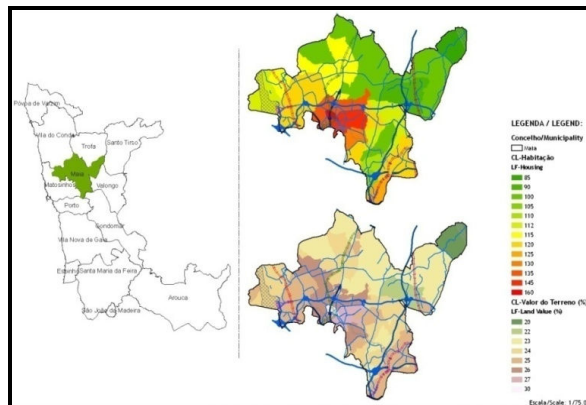 Póvoa de Varzim
Vila do Conde
Trofa
Santo Tirso
Maia
Matosinhos
Valongo
Porto
Gondomar
Vila Nova de Gaia
Espinho
Santa Maria da Feira
Arouca
São João da Madeira
LEGENDA / LEGEND:
Concelho/Municipality
Maia
CL-Habitação
LF-Housing
85
90
100
105
110
112
115
120
125
130
135
145
160
CL-Valor do Terreno (%)
LF-Land Value (%)
20
22
23
24
25
26
27
30
Escala/Scale: 1/75.0